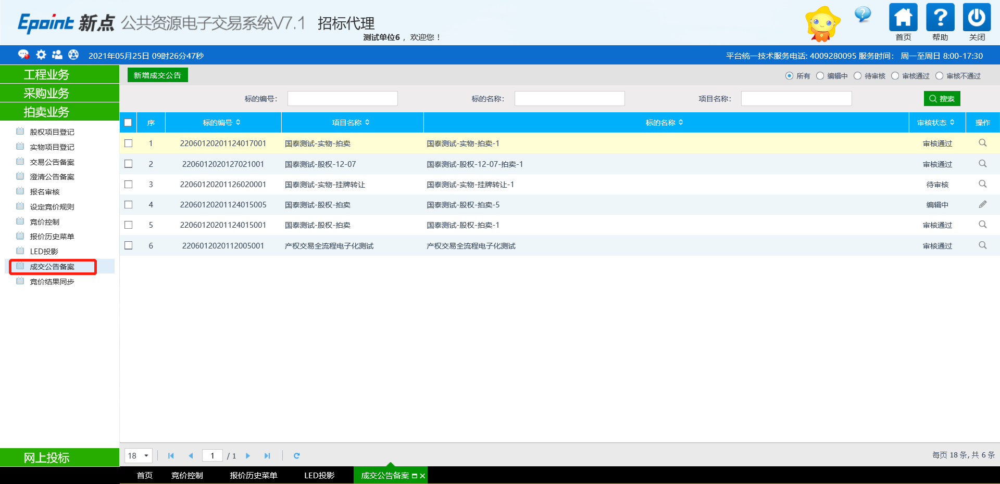 Epoint 新点 公共资源电子交易系统V7.1 招标代理
测试单位6 ，欢迎您！
首页 帮助 关闭
2021年05月25日 09时26分47秒
平台统一技术服务电话: 4009280095 服务时间： 周一至周日 8:00-17:30
工程业务
采购业务
拍卖业务
股权项目登记
实物项目登记
交易公告备案
澄清公告备案
报名审核
设定竞价规则
竞价控制
报价历史菜单
LED投影
成交公告备案
竞价结果同步
网上投标
新增成交公告
所有 编辑中 待审核 审核通过 审核不通过
标的编号： 标的名称： 项目名称： 搜索
序 标的编号 项目名称 标的名称 审核状态 操作
1 22060120201124017001 国泰测试-实物-拍卖 国泰测试-实物-拍卖-1 审核通过
2 2206012020127021001 国泰测试-股权-12-07 国泰测试-股权-12-07-拍卖-1 审核通过
3 22060120201126020001 国泰测试-实物-挂牌转让 国泰测试-实物-挂牌转让-1 待审核
4 22060120201124015005 国泰测试-股权-拍卖 国泰测试-股权-拍卖-5 编辑中
5 22060120201124015001 国泰测试-股权-拍卖 国泰测试-股权-拍卖-1 审核通过
6 2206012020112005001 产权交易全流程电子化测试 产权交易全流程电子化测试 审核通过
18 1 / 1
每页 18 条, 共 6 条
首页 竞价控制 报价历史菜单 LED投影 成交公告备案